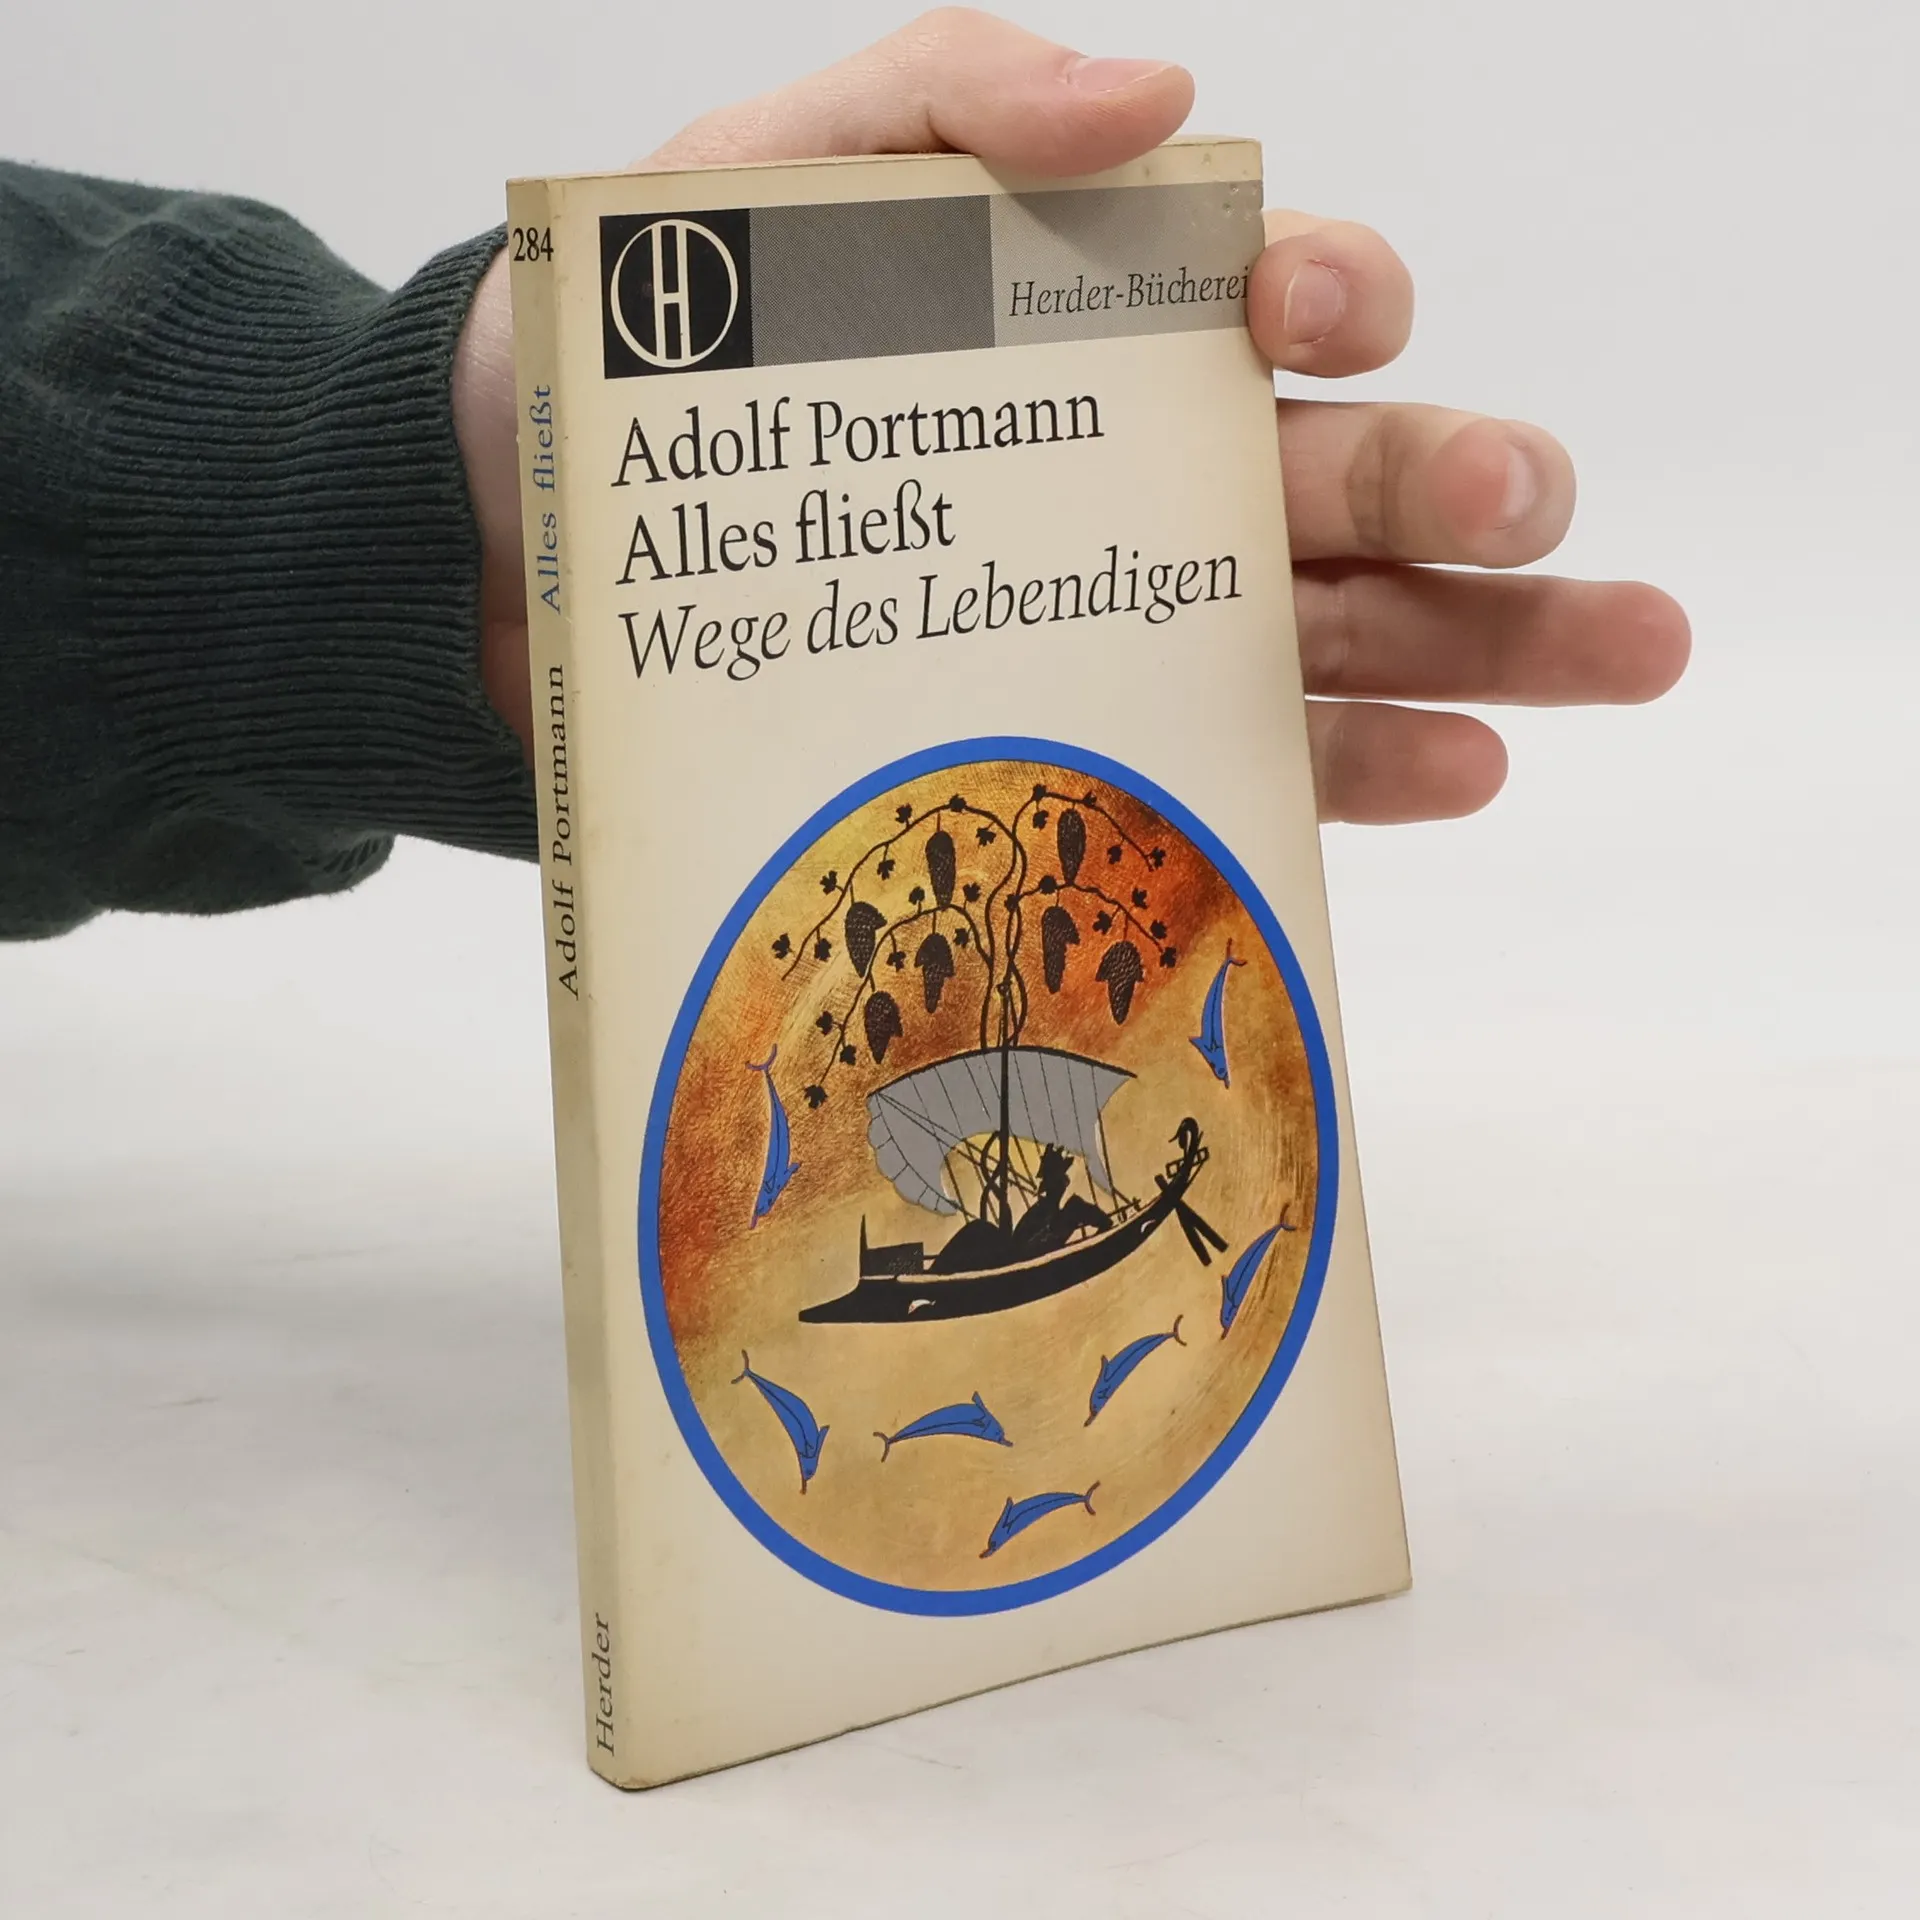 284
Alles fließt
Adolf Portmann
Herder
H
Herder-Bücherei
Adolf Portmann
Alles fließt
Wege des Lebendigen